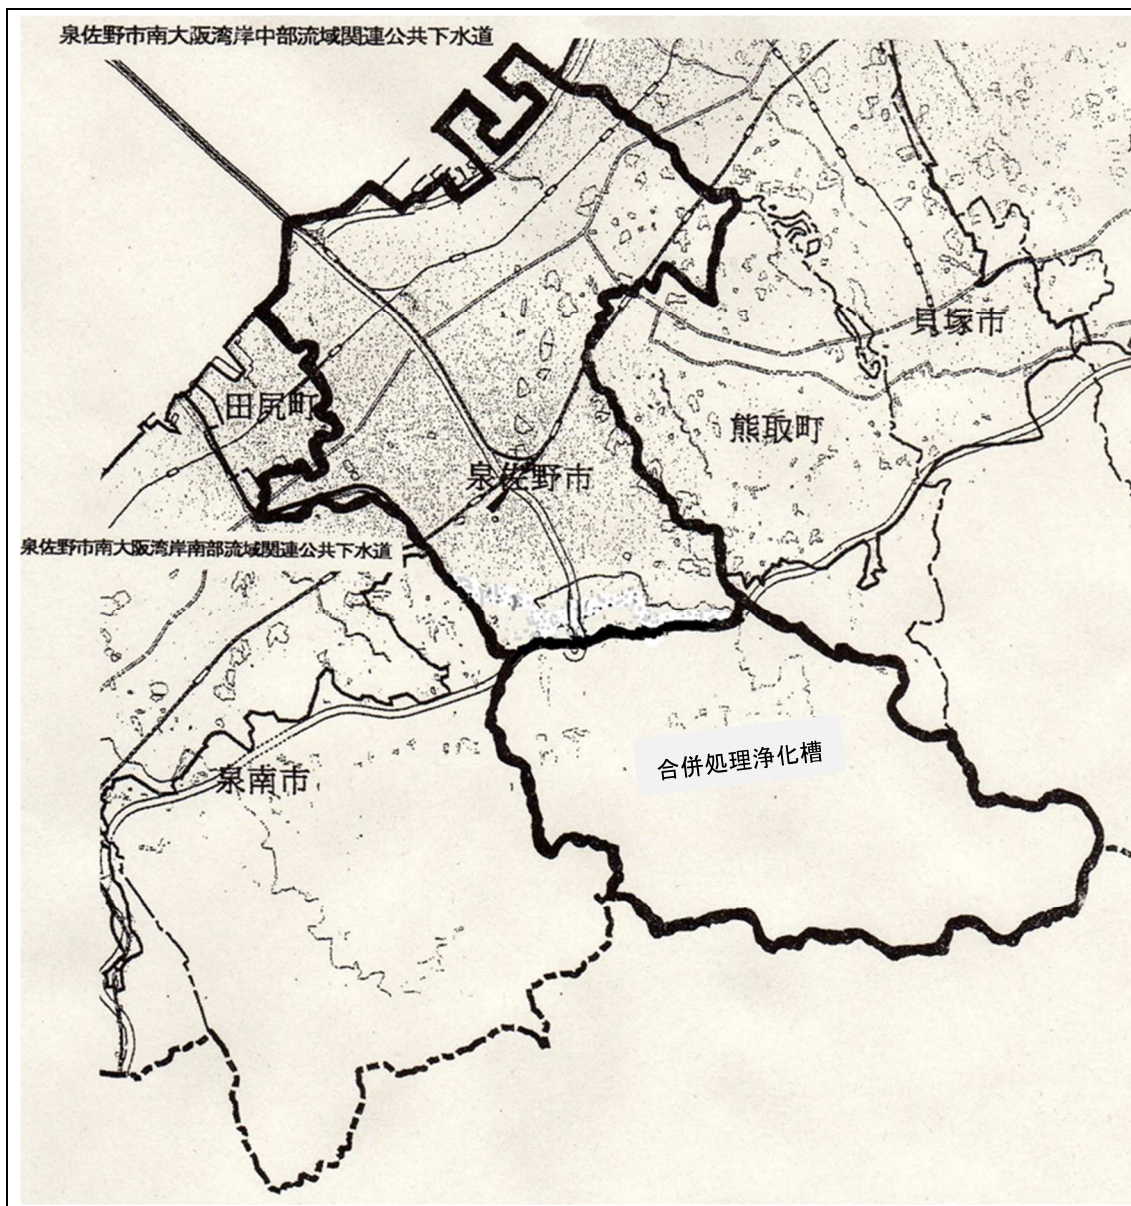 泉佐野市南大阪湾岸中部流域関連公共下水道
貝塚市
田尻町
熊取町
泉佐野市
泉佐野市南大阪湾岸南部流域関連公共下水道
合併処理浄化槽
泉南市